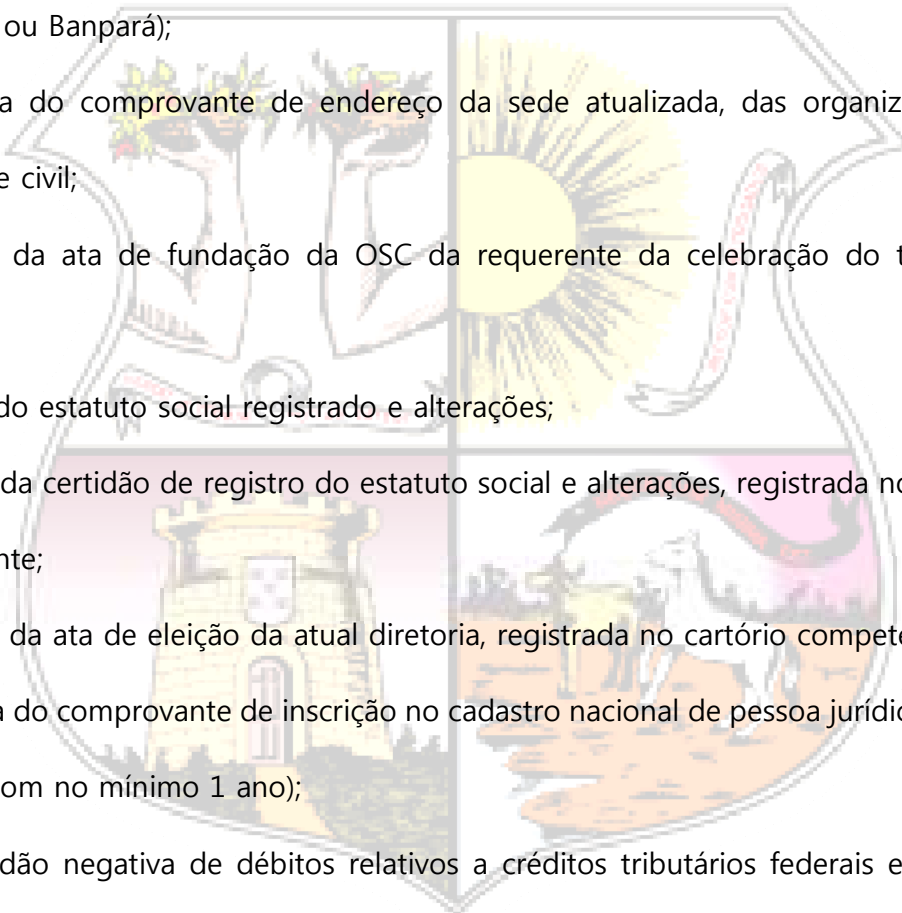 ou Banpará);
a do comprovante de endereço da sede atualizada, das organiz
e civil;
da ata de fundação da OSC da requerente da celebração do t
do estatuto social registrado e alterações;
da certidão de registro do estatuto social e alterações, registrada no
nte;
da ata de eleição da atual diretoria, registrada no cartório compete
a do comprovante de inscrição no cadastro nacional de pessoa jurídic
om no mínimo 1 ano);
dão negativa de débitos relativos a créditos tributários federais e